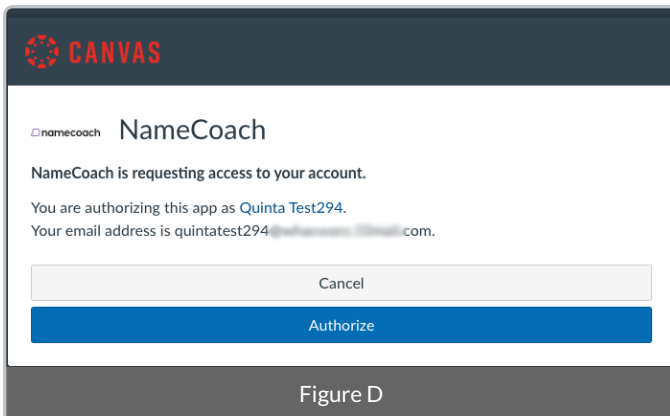 CANVAS
namecoach NameCoach
NameCoach is requesting access to your account.
You are authorizing this app as Quinta Test294.
Your email address is quintatest294 com.
Cancel
Authorize
Figure D